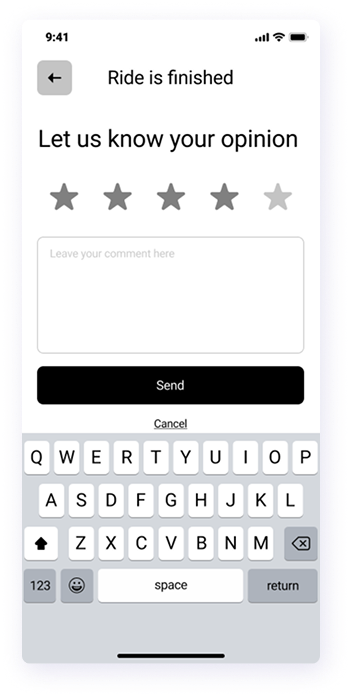 9:41
Ride is finished
Let us know your opinion
Leave your comment here
Send
Cancel
Q W E R T Y U I O P
A S D F G H J K L
Z X C V B N M
123 space return